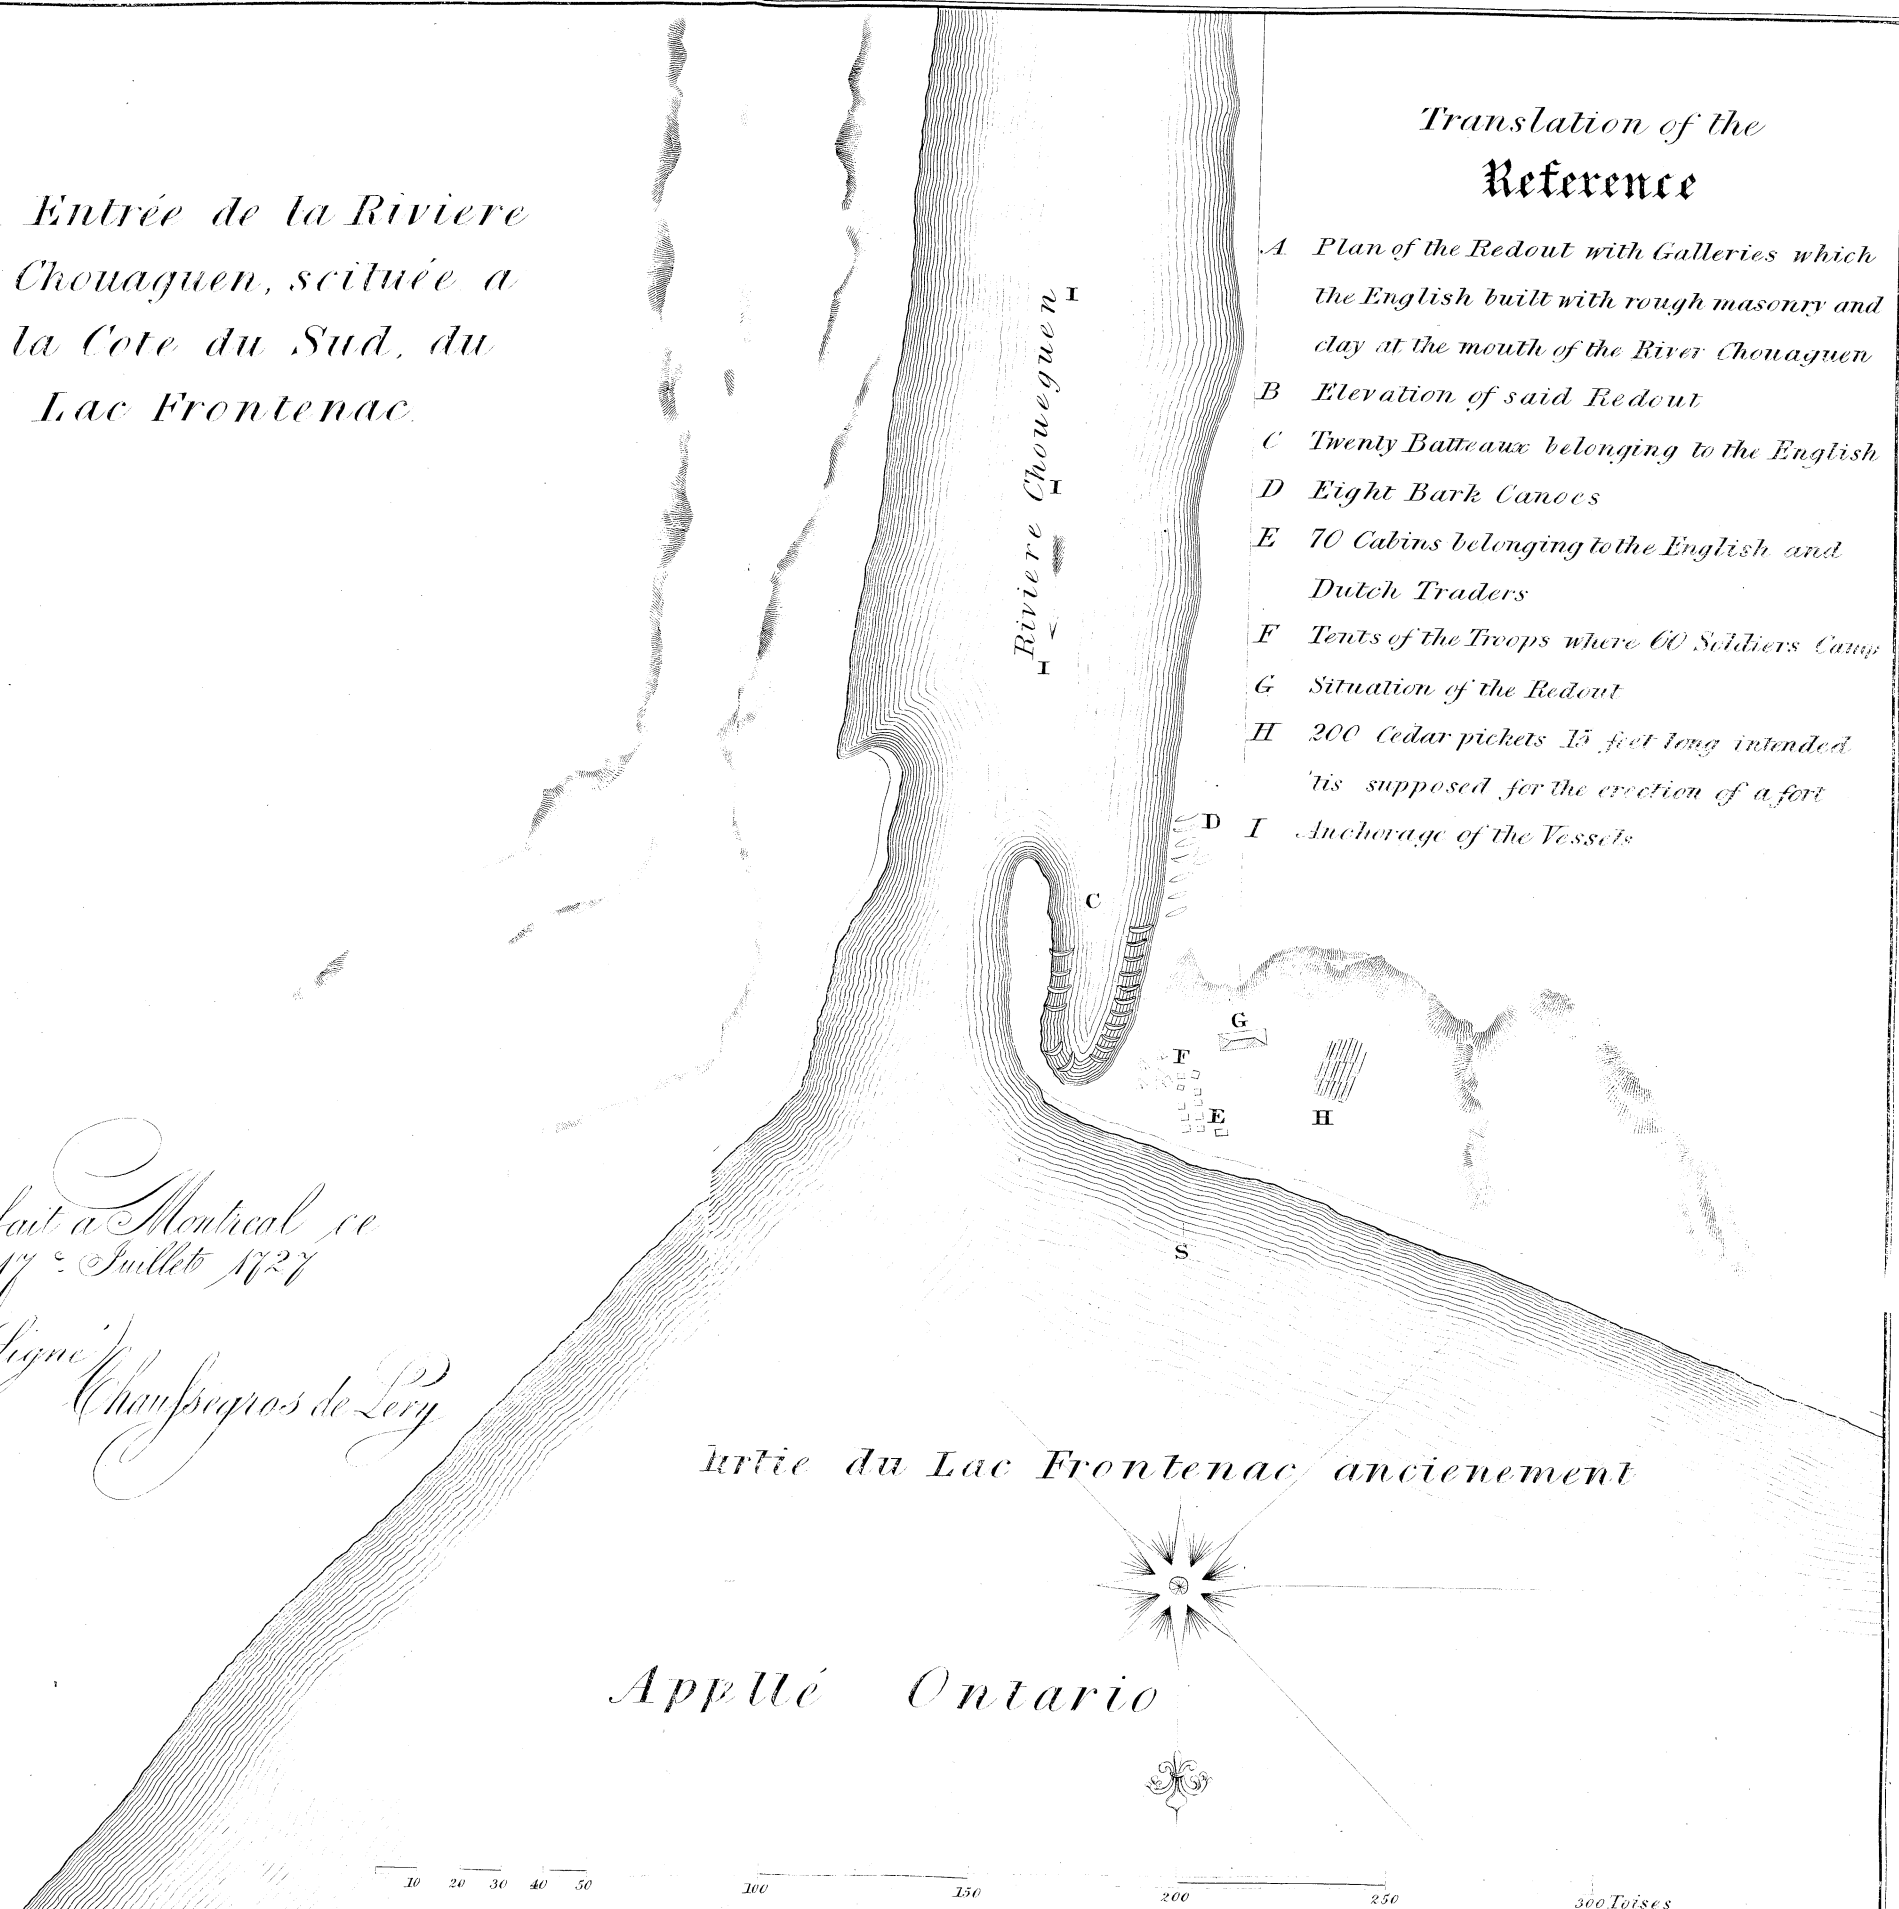 Entrée de la Riviere
Chouaguen, scituée a
la Cote du Sud, du
Lac Frontenac.
Translation of the
Reference
A Plan of the Redout with Galleries which
the English built with rough masonry and
clay at the mouth of the River Chouaguen
B Elevation of said Redout
C Twenty Batteaux belonging to the English
D Eight Bark Canoes
E 70 Cabins belonging to the English and
Dutch Traders
F Tents of the Troops where 60 Soldiers Camp
G Situation of the Redout
H 200 Cedar pickets 15 feet long intended
'tis supposed for the erection of a fort
I Anchorage of the Vessels
I
Riviere Choueguen
I
I
D
C
G
F
E
H
S
fait a Montreal ce
17e. Juillets 1727
Signé)
Chaussegros de Léry
Partie du Lac Frontenac ancienement
Appllé Ontario
10 20 30 40 50 100 150 200 250 300 Toises